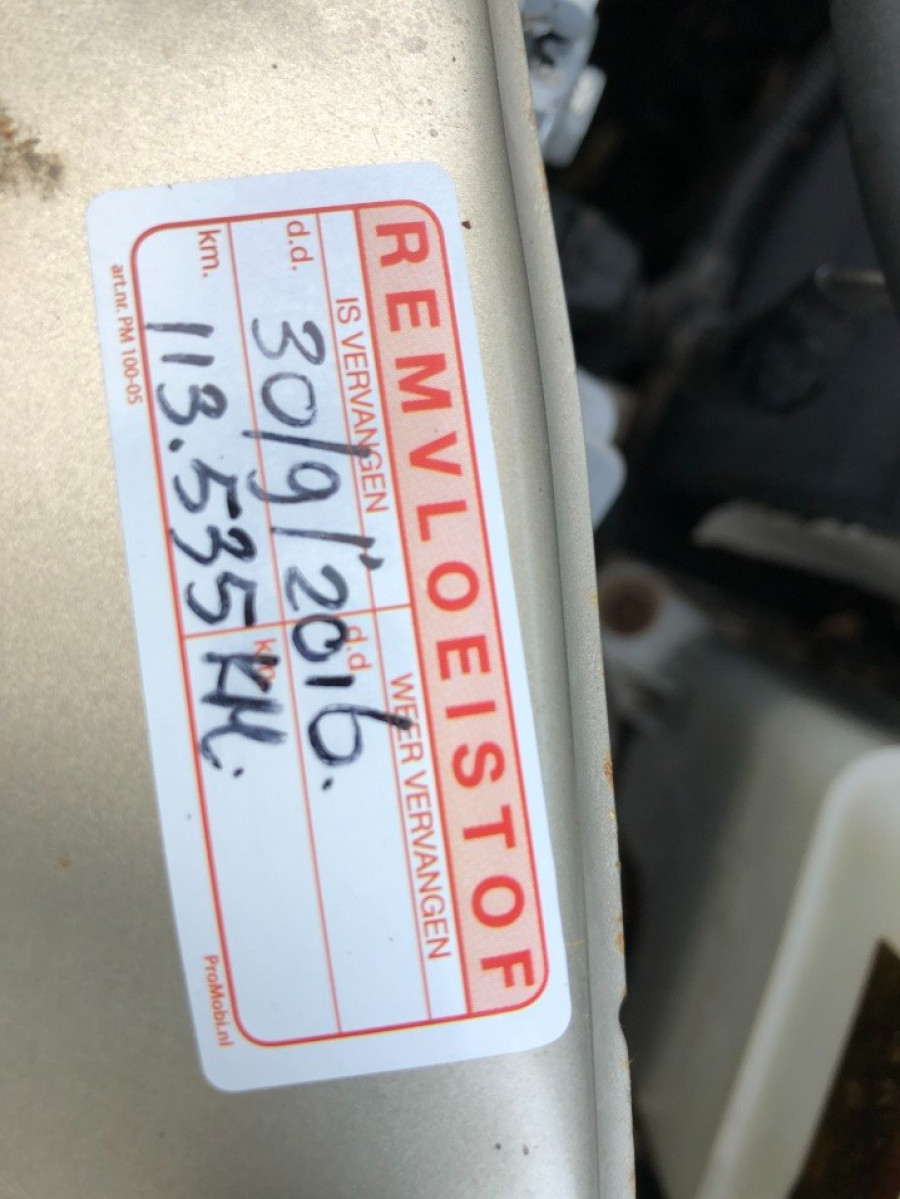 REMVLOEISTOF
IS VERVANGEN WEER VERVANGEN
d.d. 30/9/2016. d.d
km. 113.535 KM. km.
art.nr. PM 100-05 ProMobi.nl